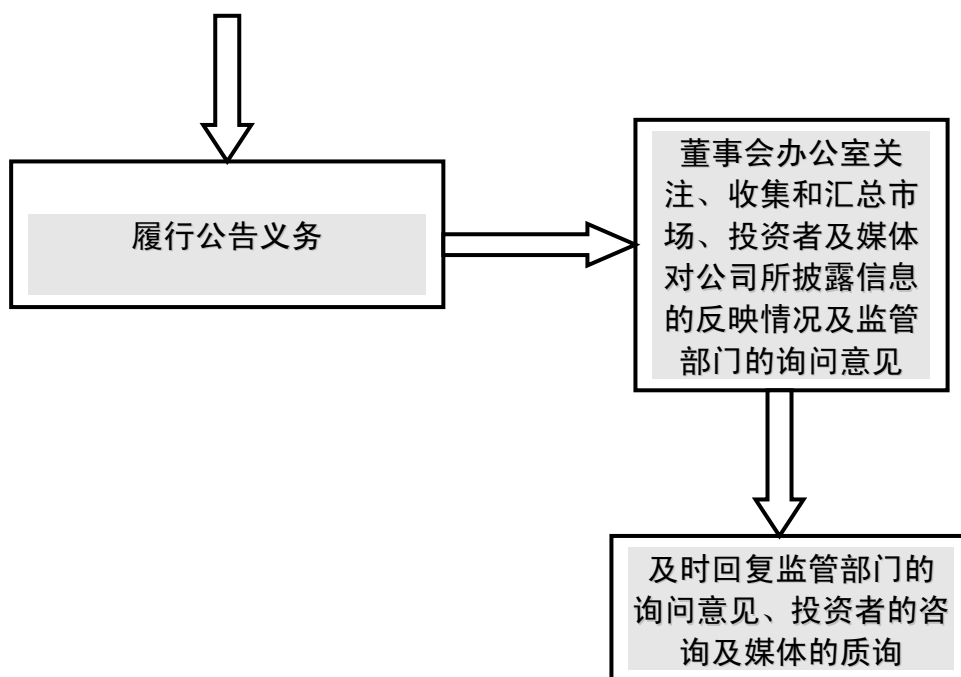 履行公告义务
董事会办公室关
注、收集和汇总市
场、投资者及媒体
对公司所披露信息
的反映情况及监管
部门的询问意见
及时回复监管部门的
询问意见、投资者的咨
询及媒体的质询